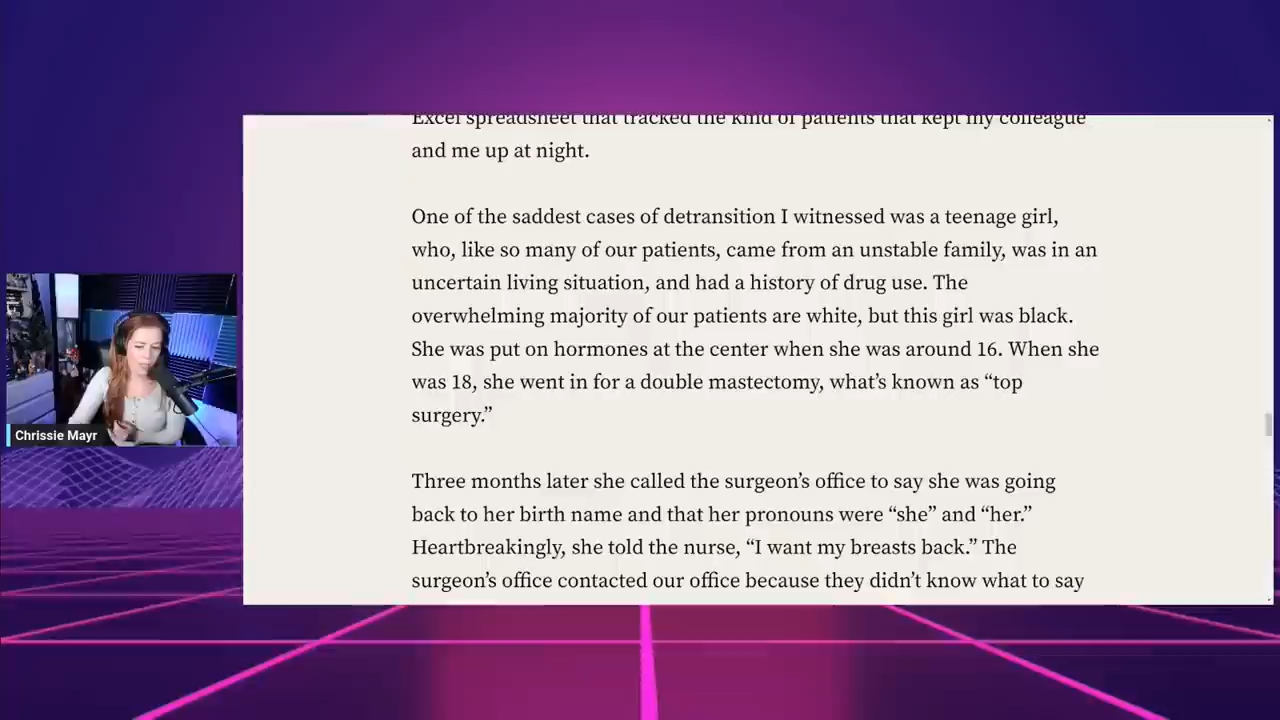 Excel spreadsheet that tracked the kind of patients that kept my colleague
and me up at night.
One of the saddest cases of detransition I witnessed was a teenage girl,
who, like so many of our patients, came from an unstable family, was in an
uncertain living situation, and had a history of drug use. The
overwhelming majority of our patients are white, but this girl was black.
She was put on hormones at the center when she was around 16. When she
was 18, she went in for a double mastectomy, what’s known as “top
surgery.”
Three months later she called the surgeon’s office to say she was going
back to her birth name and that her pronouns were “she” and “her.”
Heartbreakingly, she told the nurse, “I want my breasts back.” The
surgeon’s office contacted our office because they didn’t know what to say
Chrissie Mayr